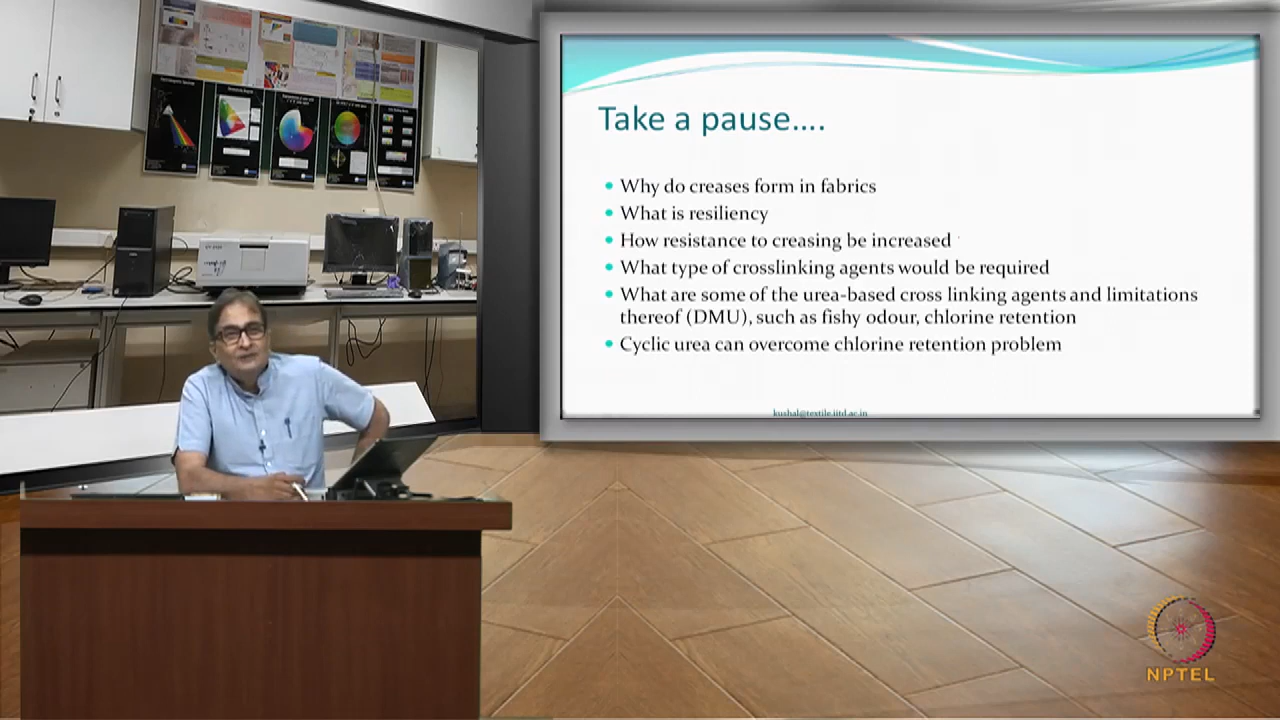 Take a pause….
• Why do creases form in fabrics
• What is resiliency
• How resistance to creasing be increased
• What type of crosslinking agents would be required
• What are some of the urea-based cross linking agents and limitations
thereof (DMU), such as fishy odour, chlorine retention
• Cyclic urea can overcome chlorine retention problem
kushal@textile.iitd.ac.in
NPTEL